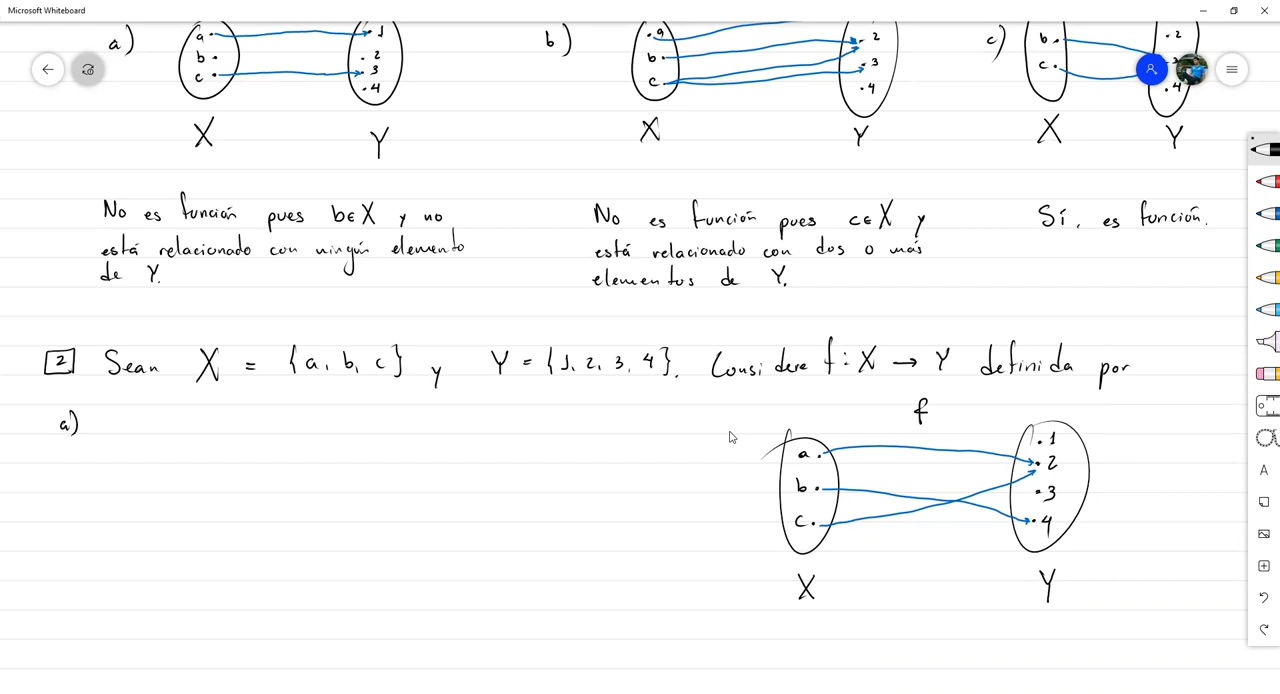 Microsoft Whiteboard
a) b) c)
a 1 a 2 b 2
b 2 b 3 c 3
c 3 c 4 4
4
X Y X Y X Y
No es función pues b∈X y no
está relacionado con ningún elemento
de Y.
No es función pues c∈X y
está relacionado con dos o más
elementos de Y.
Sí, es función.
2 Sean X = {a, b, c} y Y = {1, 2, 3, 4}. Considere f : X → Y definida por
a) f
a 1
b 2
c 3
4
X Y
A